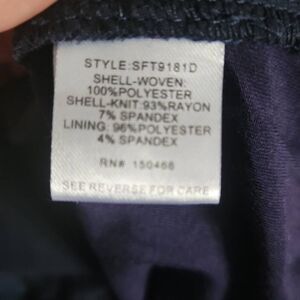 STYLE:SFT9181D
SHELL-WOVEN:
100%POLYESTER
SHELL-KNIT:93%RAYON
7% SPANDEX
LINING: 96%POLYESTER
4% SPANDEX
RN# 150468
SEE REVERSE FOR CARE